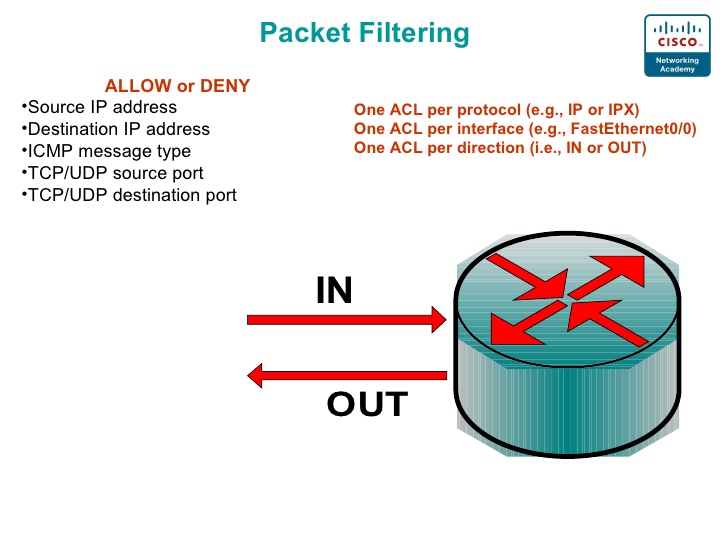 Packet Filtering
CISCO™
Networking
Academy
ALLOW or DENY
•Source IP address
•Destination IP address
•ICMP message type
•TCP/UDP source port
•TCP/UDP destination port
One ACL per protocol (e.g., IP or IPX)
One ACL per interface (e.g., FastEthernet0/0)
One ACL per direction (i.e., IN or OUT)
IN
OUT